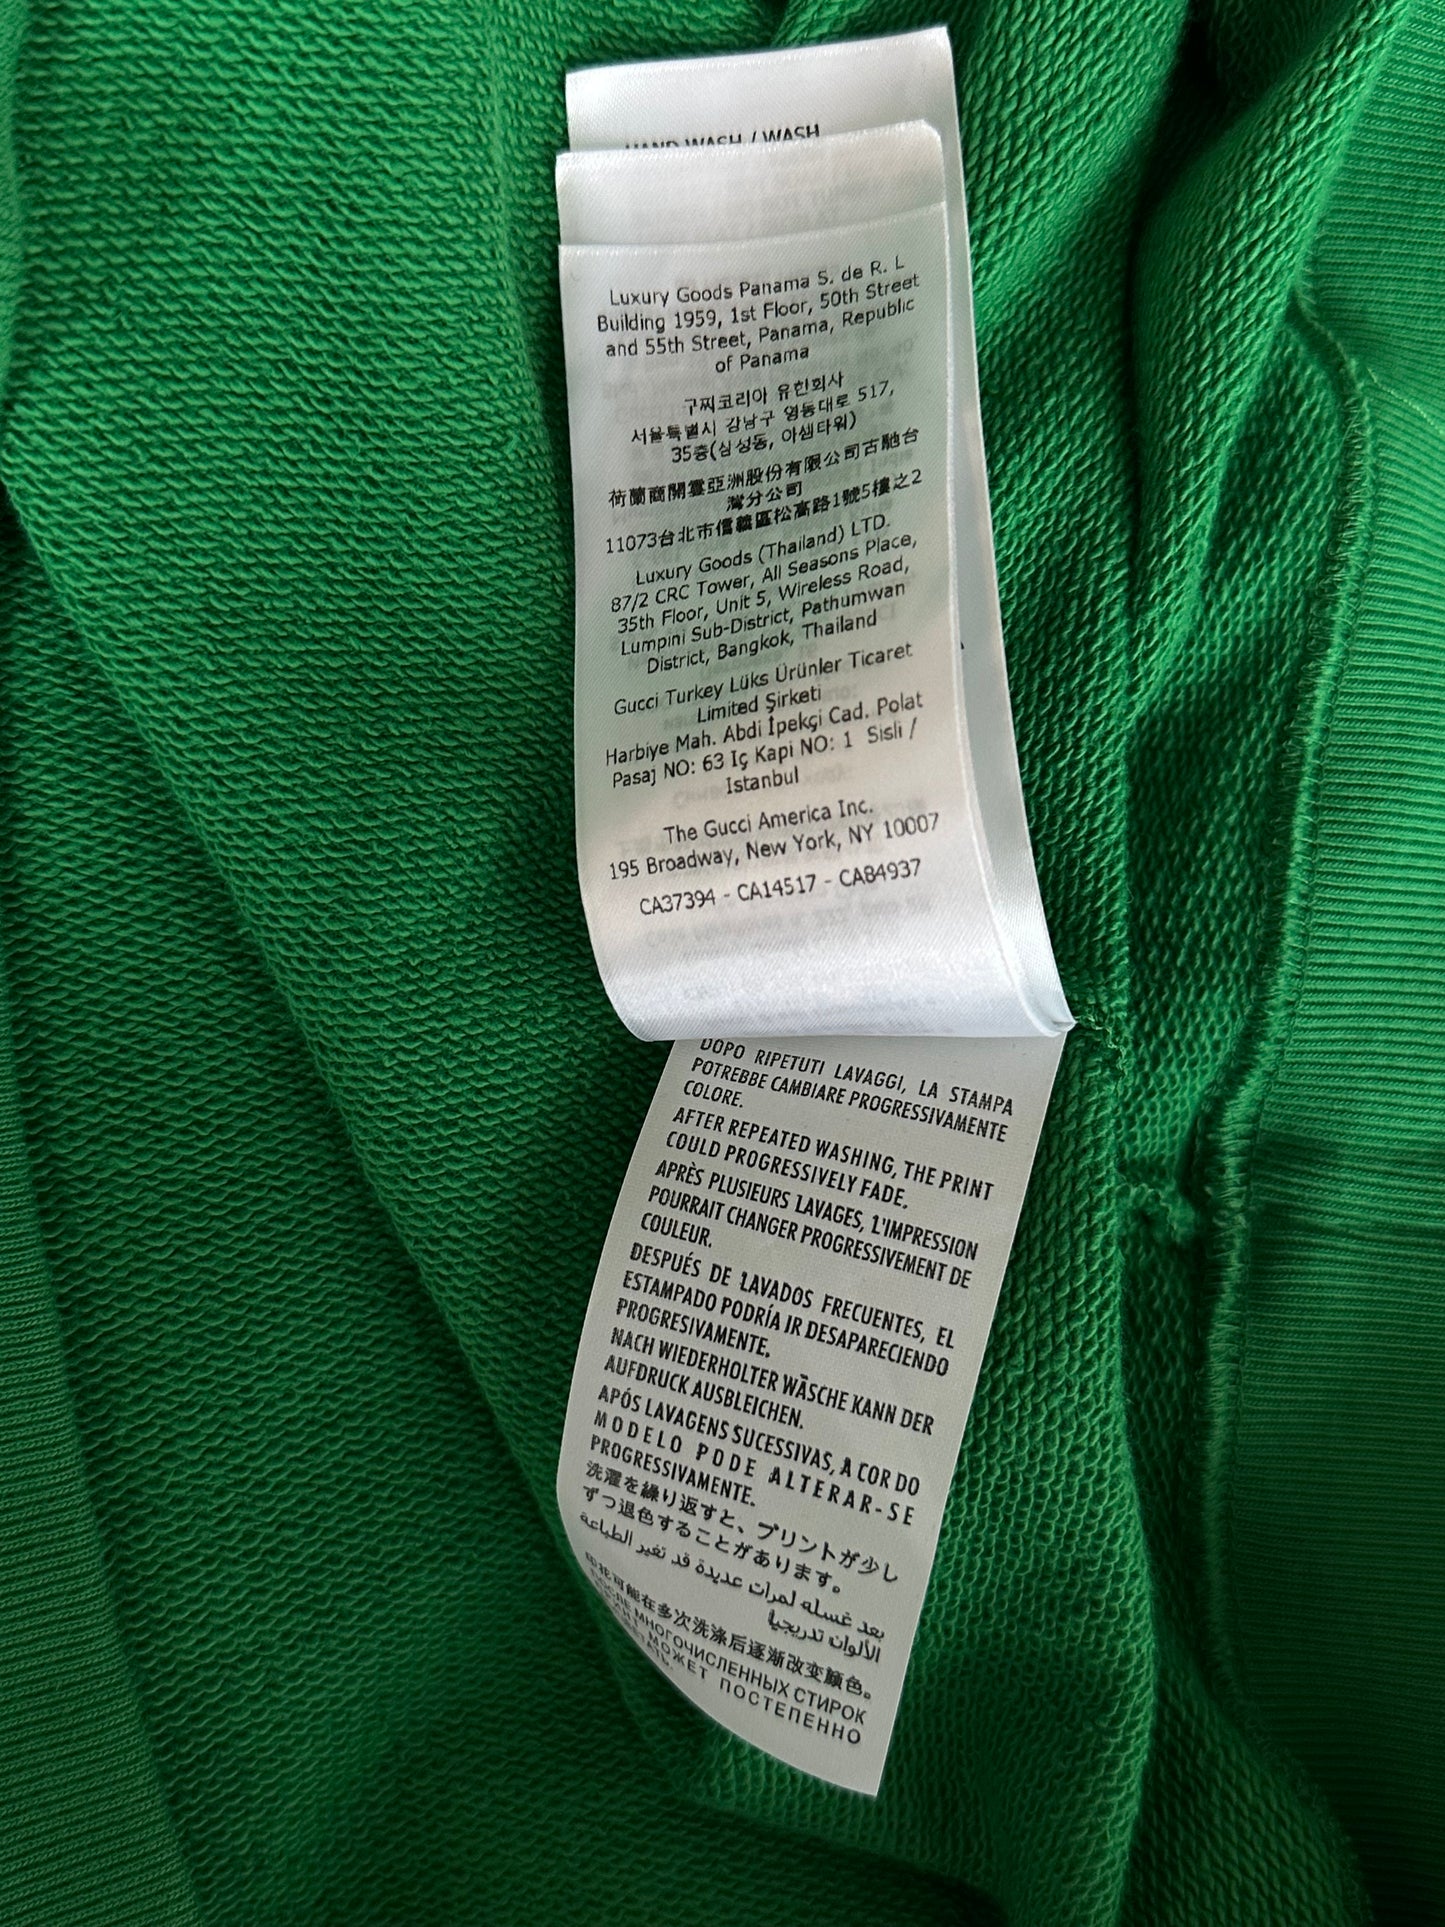 HAND WASH / WASH
Luxury Goods Panama S. de R. L
Building 1959, 1st Floor, 50th Street
and 55th Street, Panama, Republic
of Panama
구찌코리아 유한회사
서울특별시 강남구 영동대로 517,
35층(삼성동, 아셈타워)
荷蘭商開雲亞洲股份有限公司古馳台
灣分公司
11073台北市信義區松高路1號5樓之2
Luxury Goods (Thailand) LTD.
87/2 CRC Tower, All Seasons Place,
35th Floor, Unit 5, Wireless Road,
Lumpini Sub-District, Pathumwan
District, Bangkok, Thailand
Gucci Turkey Lüks Ürünler Ticaret
Limited Şirketi
Harbiye Mah. Abdi İpekçi Cad. Polat
Pasaj NO: 63 Iç Kapi NO: 1 Sisli /
Istanbul
The Gucci America Inc.
195 Broadway, New York, NY 10007
CA37394 - CA14517 - CA84937
DOPO RIPETUTI LAVAGGI, LA STAMPA
POTREBBE CAMBIARE PROGRESSIVAMENTE
COLORE.
AFTER REPEATED WASHING, THE PRINT
COULD PROGRESSIVELY FADE.
APRÈS PLUSIEURS LAVAGES, L'IMPRESSION
POURRAIT CHANGER PROGRESSIVEMENT DE
COULEUR.
DESPUÉS DE LAVADOS FRECUENTES, EL
ESTAMPADO PODRÍA IR DESAPARECIENDO
PROGRESIVAMENTE.
NACH WIEDERHOLTER WÄSCHE KANN DER
AUFDRUCK AUSBLEICHEN.
APÓS LAVAGENS SUCESSIVAS, A COR DO
MODELO PODE ALTERAR-SE
PROGRESSIVAMENTE.
洗濯を繰り返すと、プリントが少し
ずつ退色することがあります。
بعد غسله لمرات عديدة قد تغير الطباعة
الألوان تدريجيا
印花可能在多次洗涤后逐渐改变颜色。
ПОСЛЕ МНОГОЧИСЛЕННЫХ СТИРОК
МОЖЕТ ПОСТЕПЕННО